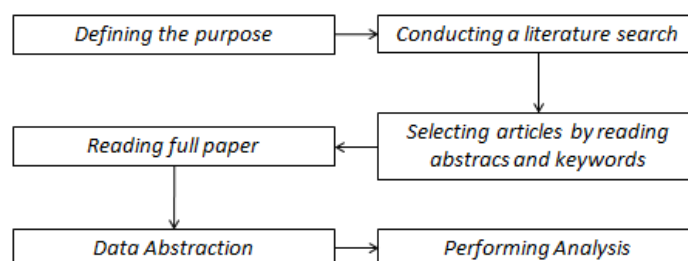 Defining the purpose
Conducting a literature search
Selecting articles by reading
abstracs and keywords
Reading full paper
Data Abstraction
Performing Analysis